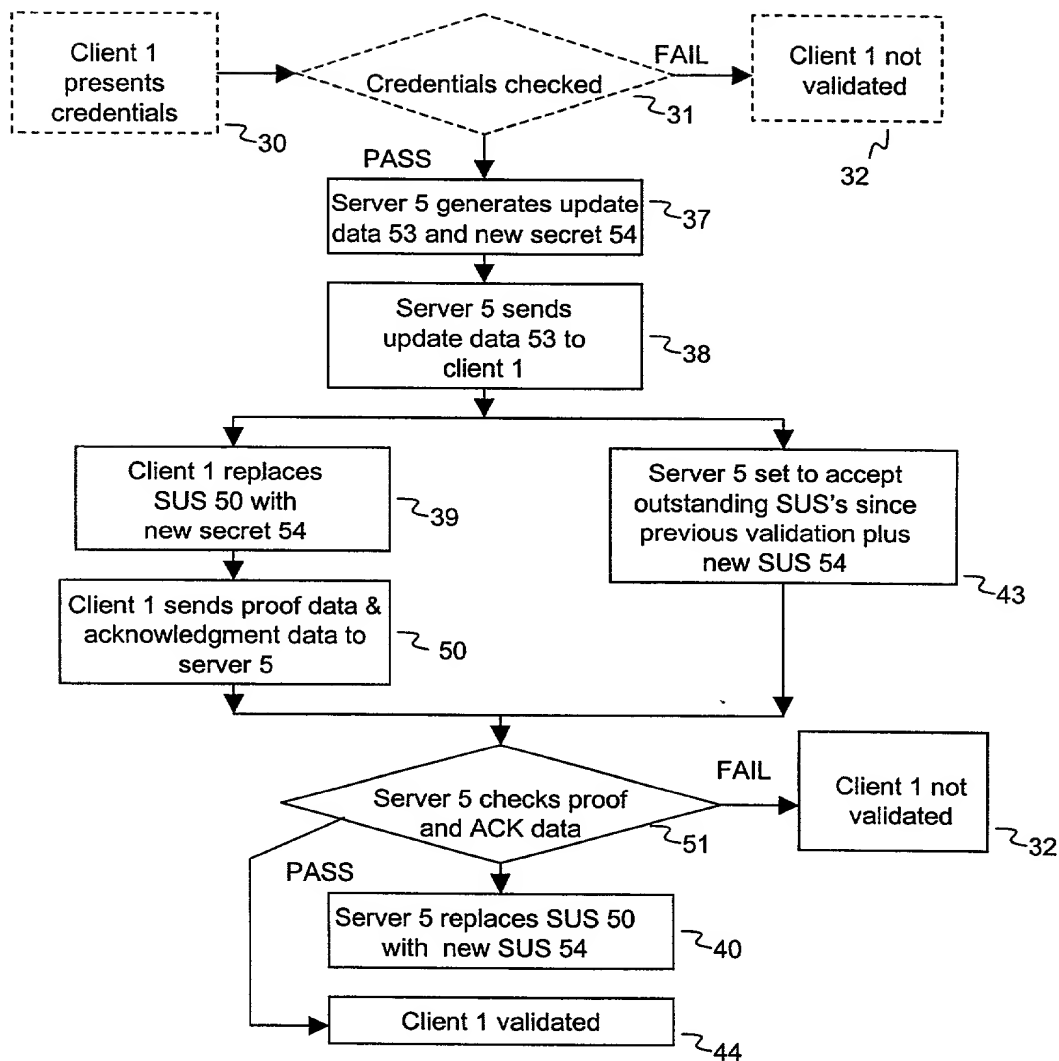 Client 1
presents
credentials
30
Credentials checked
31
FAIL
Client 1 not
validated
32
PASS
Server 5 generates update
data 53 and new secret 54
37
Server 5 sends
update data 53 to
client 1
38
Client 1 replaces
SUS 50 with
new secret 54
39
Server 5 set to accept
outstanding SUS's since
previous validation plus
new SUS 54
43
Client 1 sends proof data &
acknowledgment data to
server 5
50
Server 5 checks proof
and ACK data
51
FAIL
Client 1 not
validated
32
PASS
Server 5 replaces SUS 50
with new SUS 54
40
Client 1 validated
44